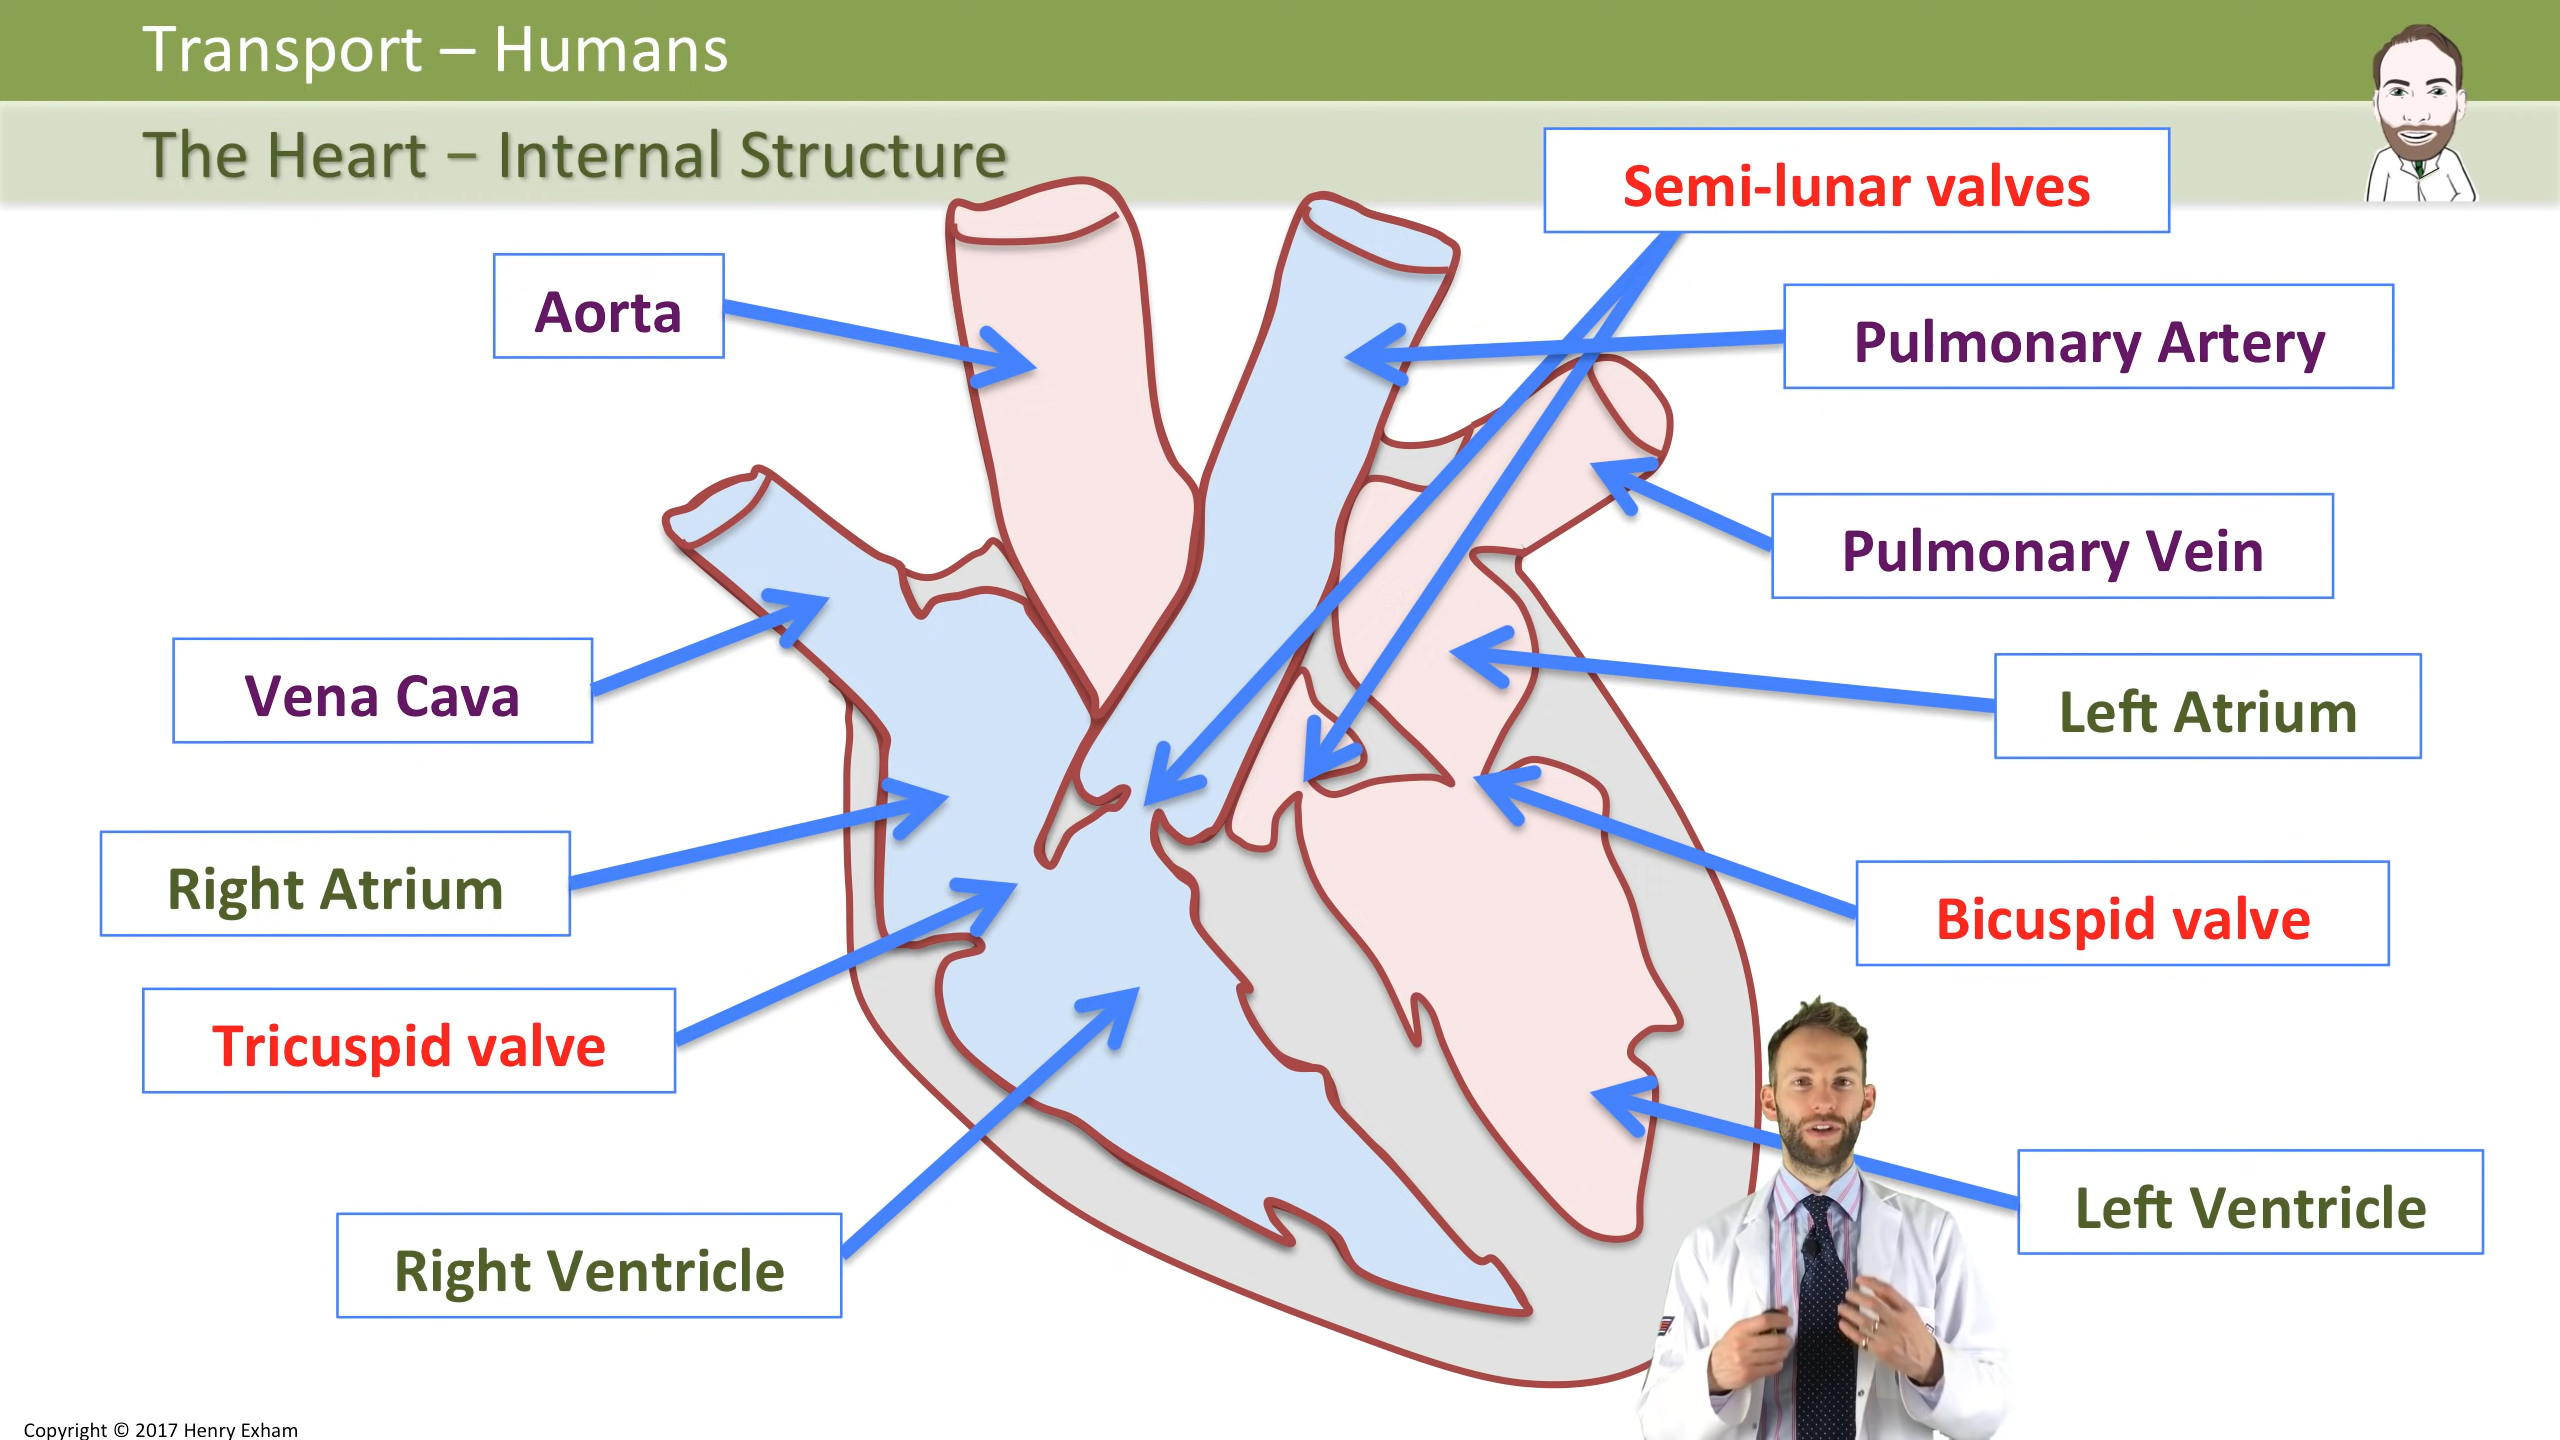 Transport – Humans
The Heart – Internal Structure
Semi-lunar valves
Aorta
Pulmonary Artery
Pulmonary Vein
Vena Cava
Left Atrium
Right Atrium
Bicuspid valve
Tricuspid valve
Left Ventricle
Right Ventricle
Copyright © 2017 Henry Exham